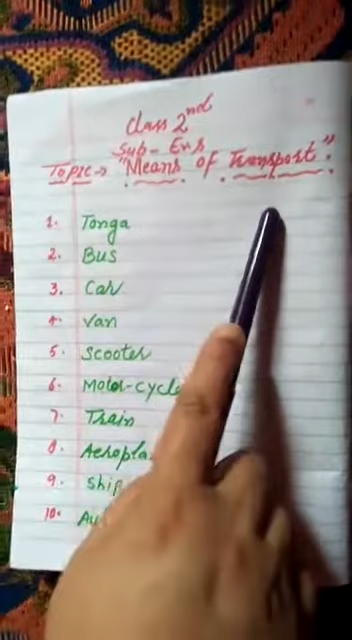 Class 2nd
Sub- Evs
Topic → "Means of Transport".
1. Tonga
2. Bus
3. Car
4. Van
5. Scooter
6. Motor-cycle
7. Train
8. Aeropla
9. Ship
10.